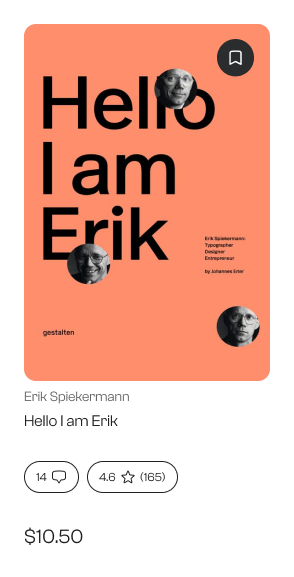 Hello
I am
Erik
Erik Spiekermann:
Typographer
Designer
Entrepreneur
by Johannes Erler
gestalten
Erik Spiekermann
Hello I am Erik
14
4.6 (165)
$10.50